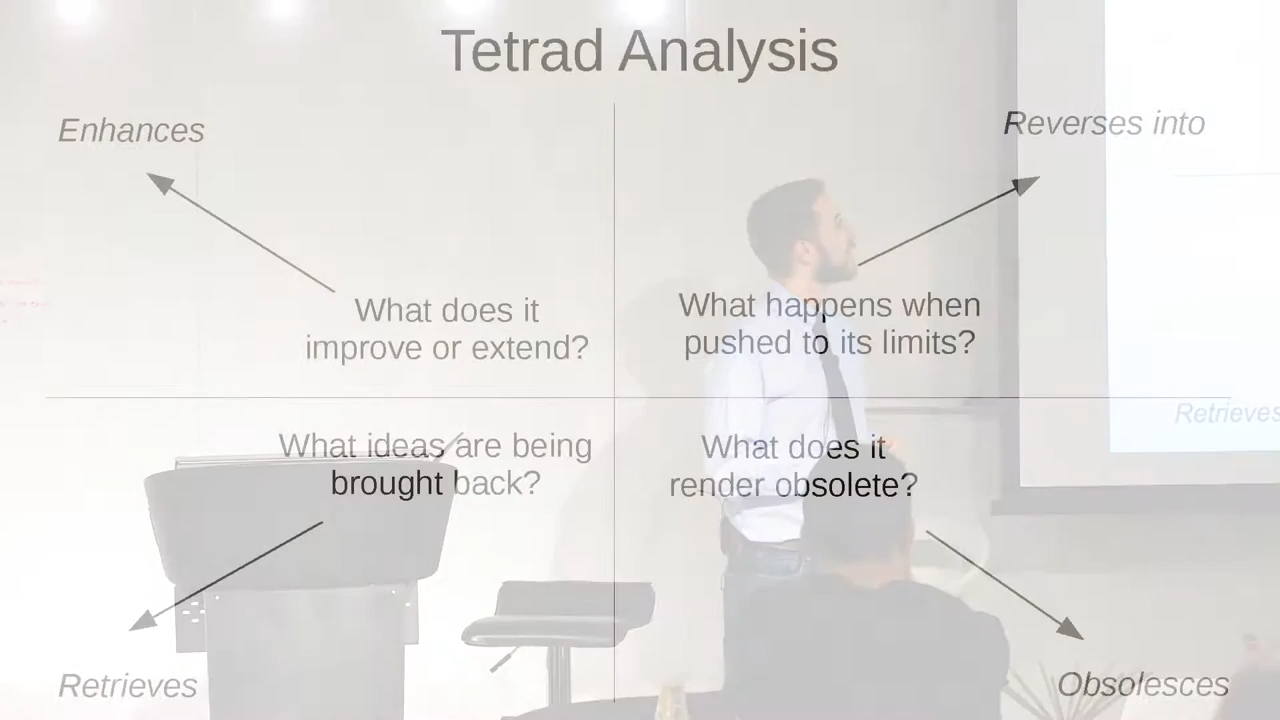 Tetrad Analysis
Enhances
Reverses into
What does it
improve or extend?
What happens when
pushed to its limits?
What ideas are being
brought back?
What does it
render obsolete?
Retrieves
Retrieves
Obsolesces